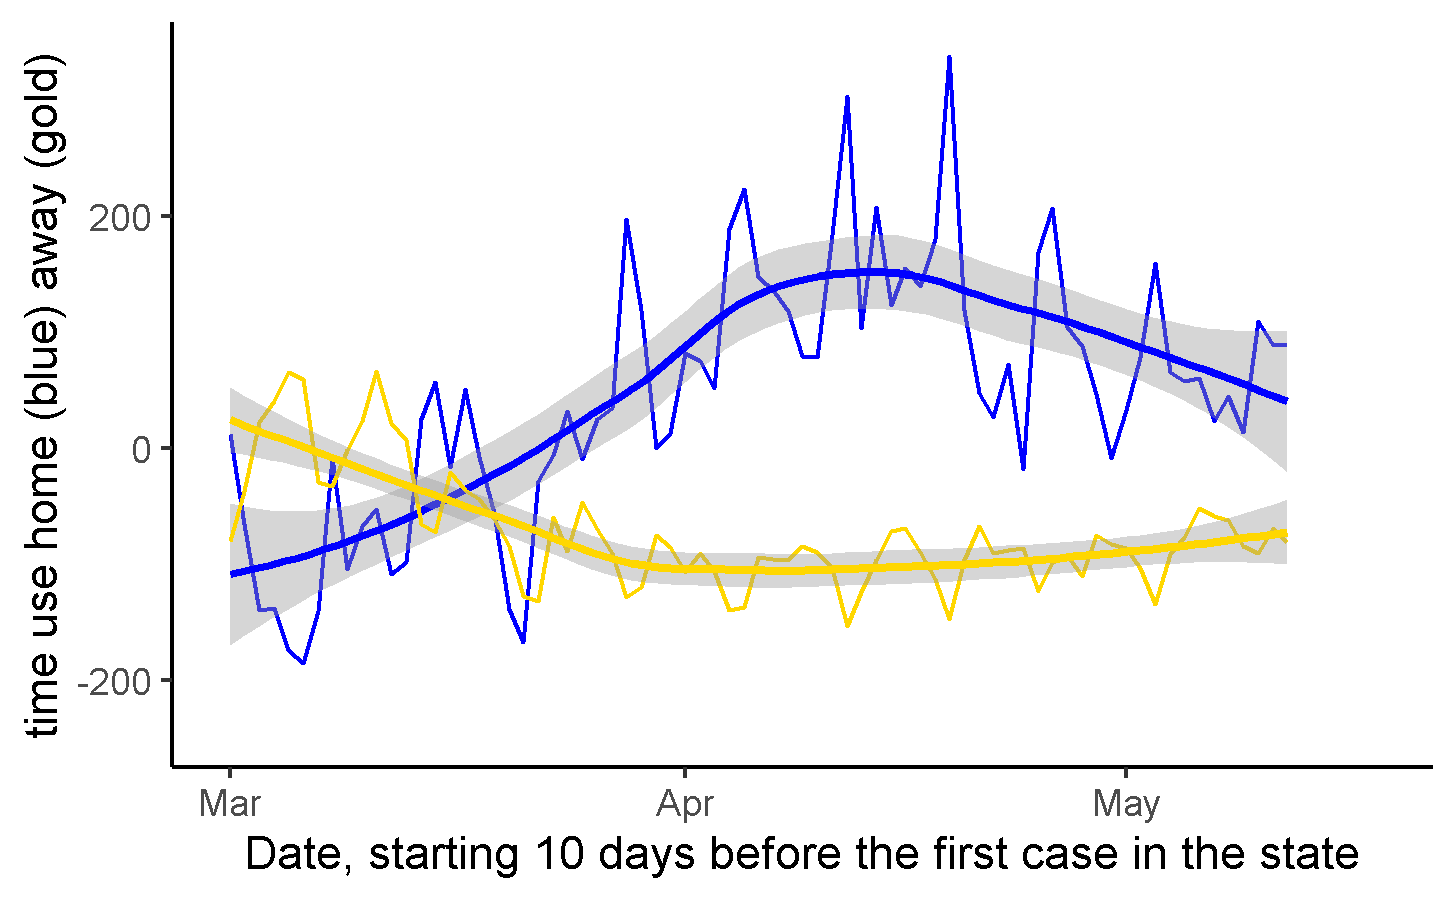 time use home (blue) away (gold)
200
0
-200
Mar
Apr
May
Date, starting 10 days before the first case in the state